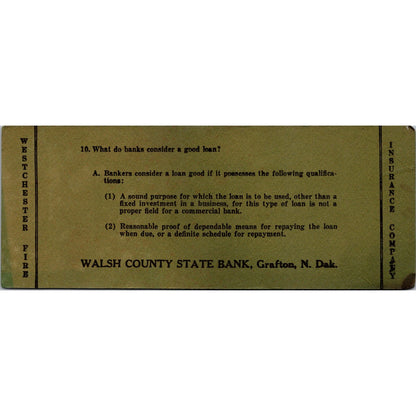 WESTCHESTER FIRE
10. What do banks consider a good loan?
A. Bankers consider a loan good if it possesses the following qualifica-
tions:
(1) A sound purpose for which the loan is to be used, other than a
fixed investment in a business, for this type of loan is not a
proper field for a commercial bank.
(2) Reasonable proof of dependable means for repaying the loan
when due, or a definite schedule for repayment.
WALSH COUNTY STATE BANK, Grafton, N. Dak.
INSURANCE COMPANY